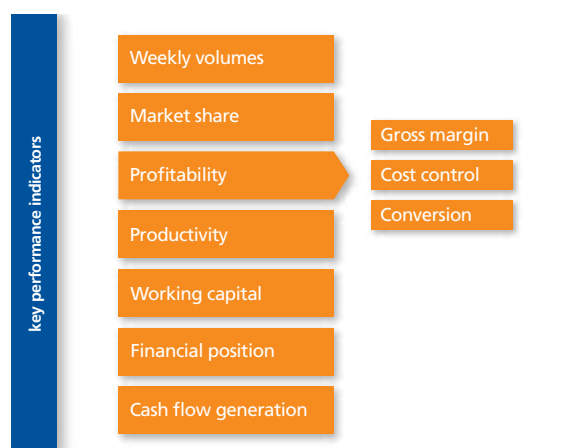 key performance indicators
Weekly volumes
Market share
Profitability
Gross margin
Cost control
Conversion
Productivity
Working capital
Financial position
Cash flow generation